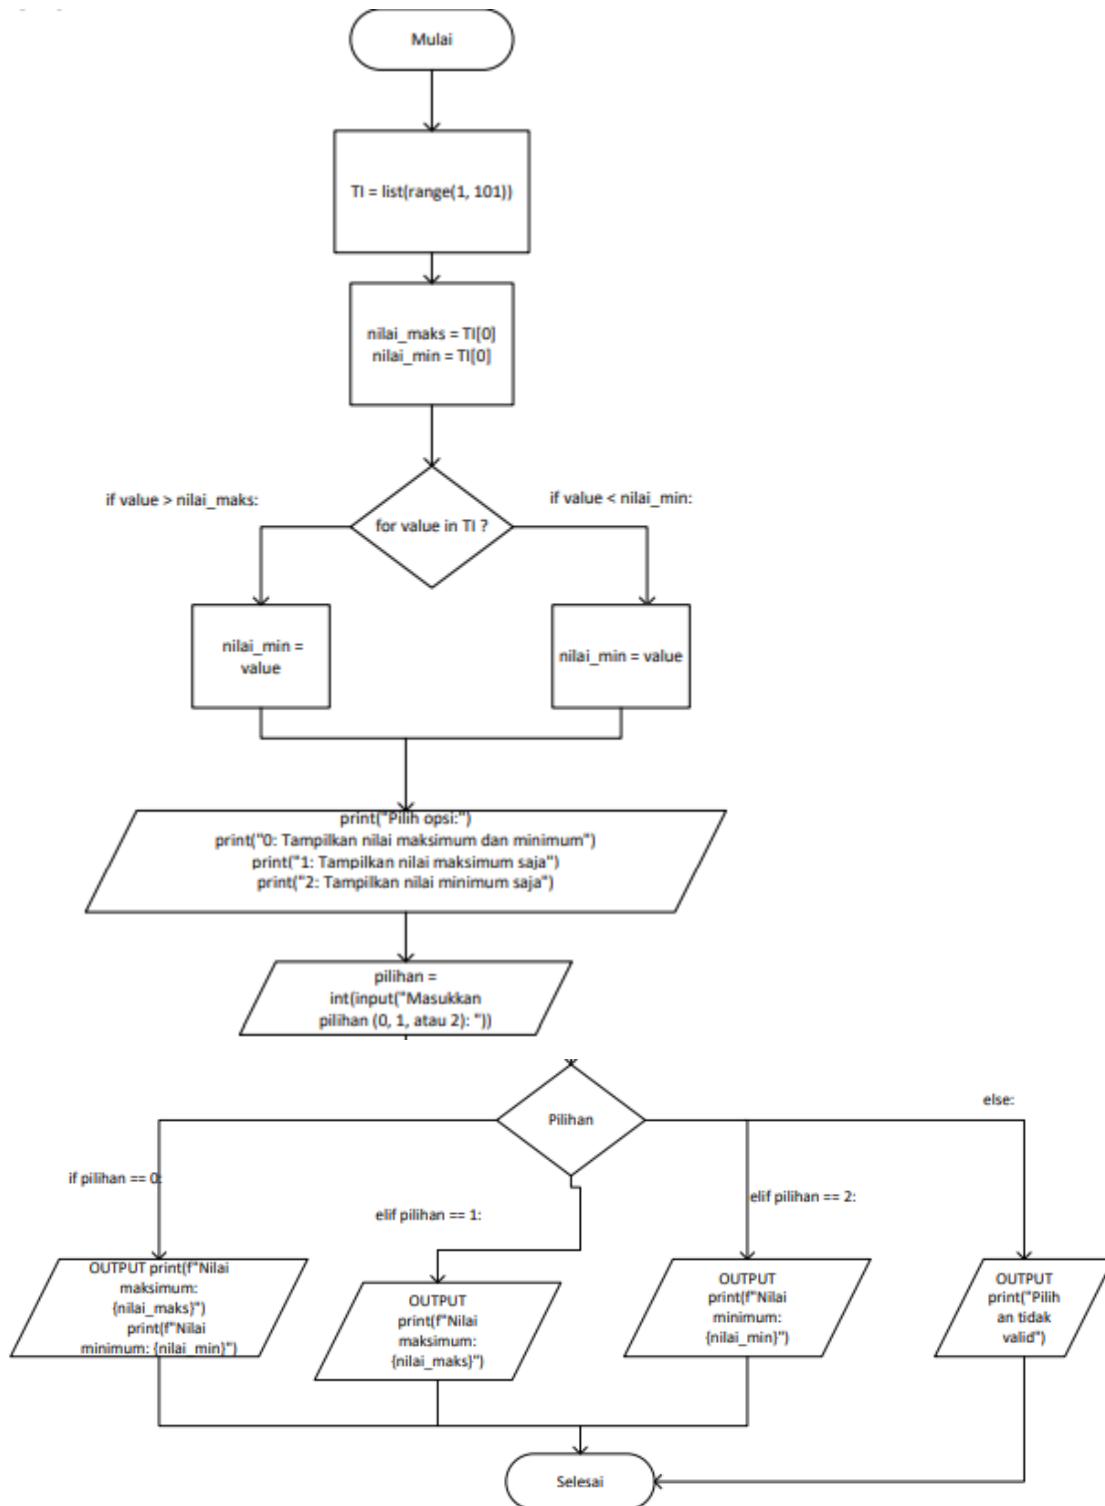 Mulai
TI = list(range(1, 101))
nilai_maks = TI[0]
nilai_min = TI[0]
if value > nilai_maks:
if value < nilai_min:
for value in TI ?
nilai_min =
value
nilai_min = value
print("Pilih opsi:")
print("0: Tampilkan nilai maksimum dan minimum")
print("1: Tampilkan nilai maksimum saja")
print("2: Tampilkan nilai minimum saja")
pilihan =
int(input("Masukkan
pilihan (0, 1, atau 2): "))
Pilihan
else:
if pilihan == 0:
elif pilihan == 1:
elif pilihan == 2:
OUTPUT print(f"Nilai
maksimum:
{nilai_maks}")
print(f"Nilai
minimum: {nilai_min}")
OUTPUT
print(f"Nilai
maksimum:
{nilai_maks}")
OUTPUT
print(f"Nilai
minimum:
{nilai_min}")
OUTPUT
print("Pilih
an tidak
valid")
Selesai